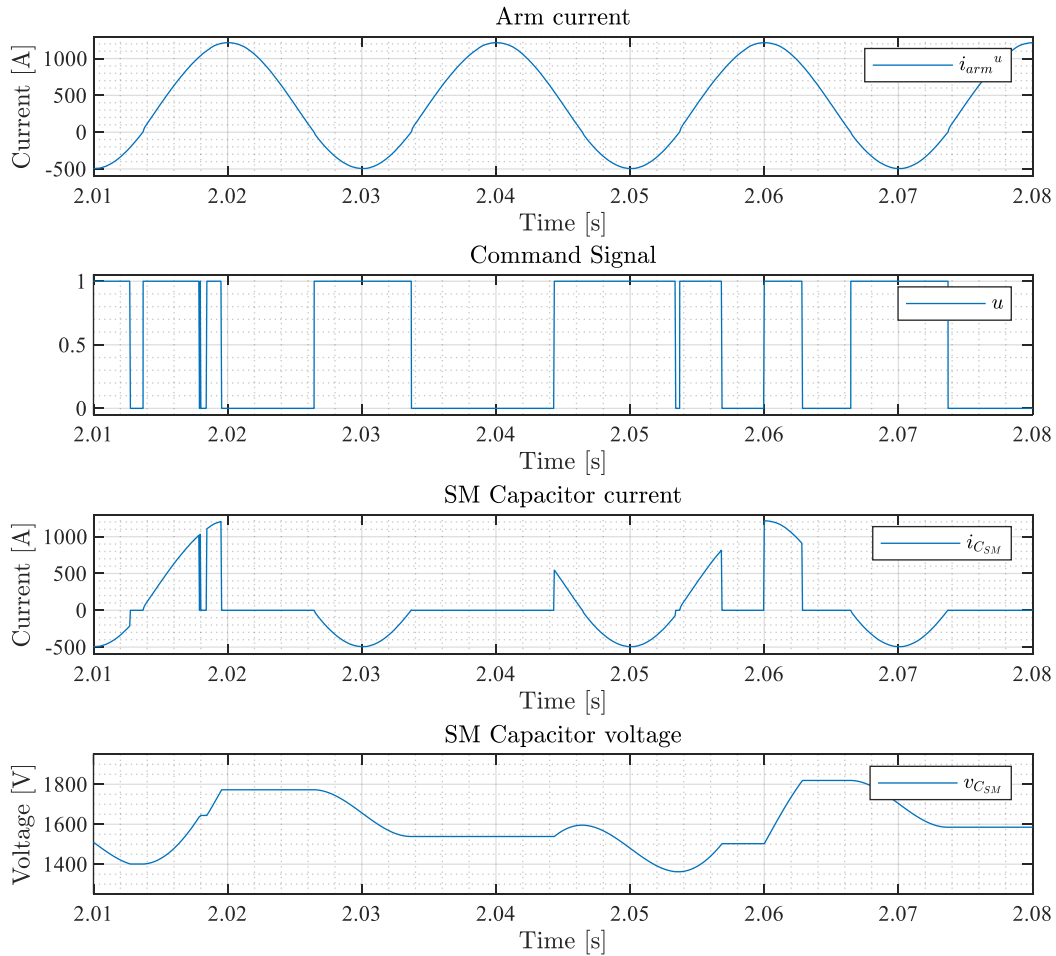 Arm current
Current [A]
1000
500
0
-500
i_arm^u
2.01 2.02 2.03 2.04 2.05 2.06 2.07 2.08
Time [s]
Command Signal
1
0.5
0
u
2.01 2.02 2.03 2.04 2.05 2.06 2.07 2.08
Time [s]
SM Capacitor current
Current [A]
1000
500
0
-500
i_C_SM
2.01 2.02 2.03 2.04 2.05 2.06 2.07 2.08
Time [s]
SM Capacitor voltage
Voltage [V]
1800
1600
1400
v_C_SM
2.01 2.02 2.03 2.04 2.05 2.06 2.07 2.08
Time [s]